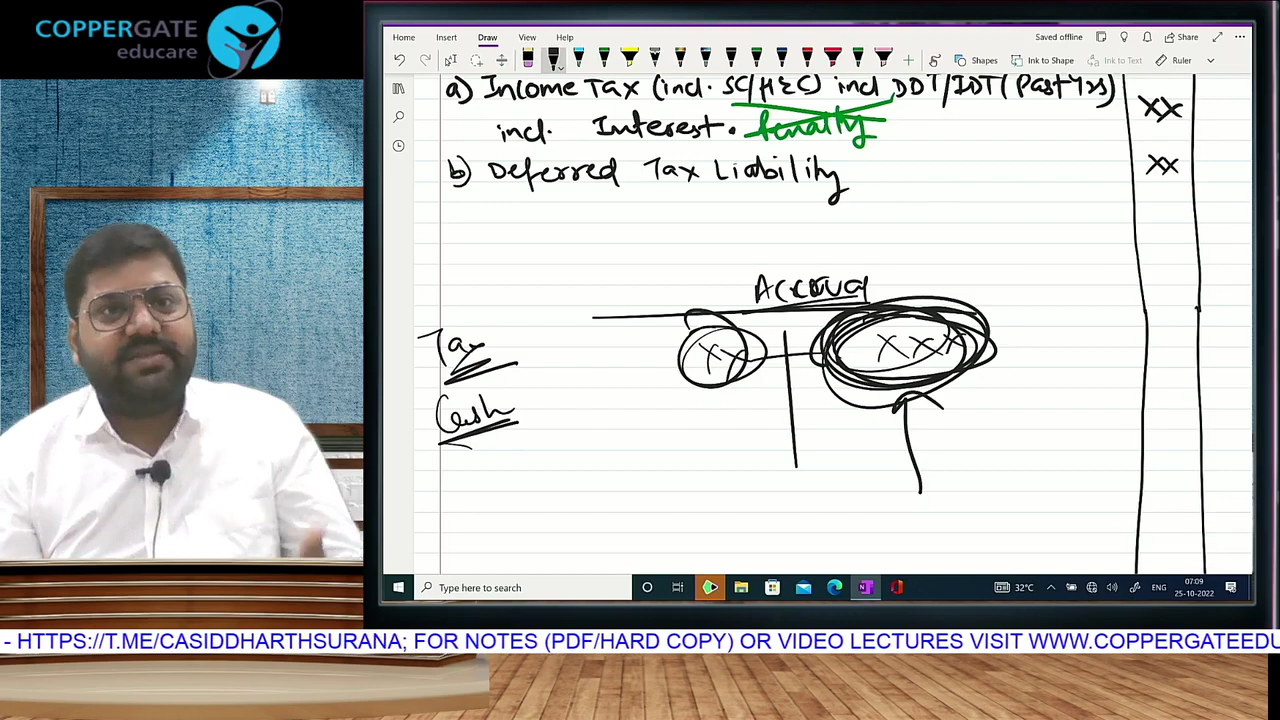 COPPERGATE
educare
Home Insert Draw View Help
Saved offline Share
Shapes Ink to Shape Ink to Text Ruler
a) Income Tax (incl. SC/HEC) incl DDT/IDT (Past Yrs)
incl. Interest. Penalty
XX
b) Deferred Tax Liability
XX
Accrual
Tax
XX XXX
Cash
Type here to search
32°C ENG 07:09
25-10-2022
- HTTPS://T.ME/CASIDDHARTHSURANA; FOR NOTES (PDF/HARD COPY) OR VIDEO LECTURES VISIT WWW.COPPERGATEEDU